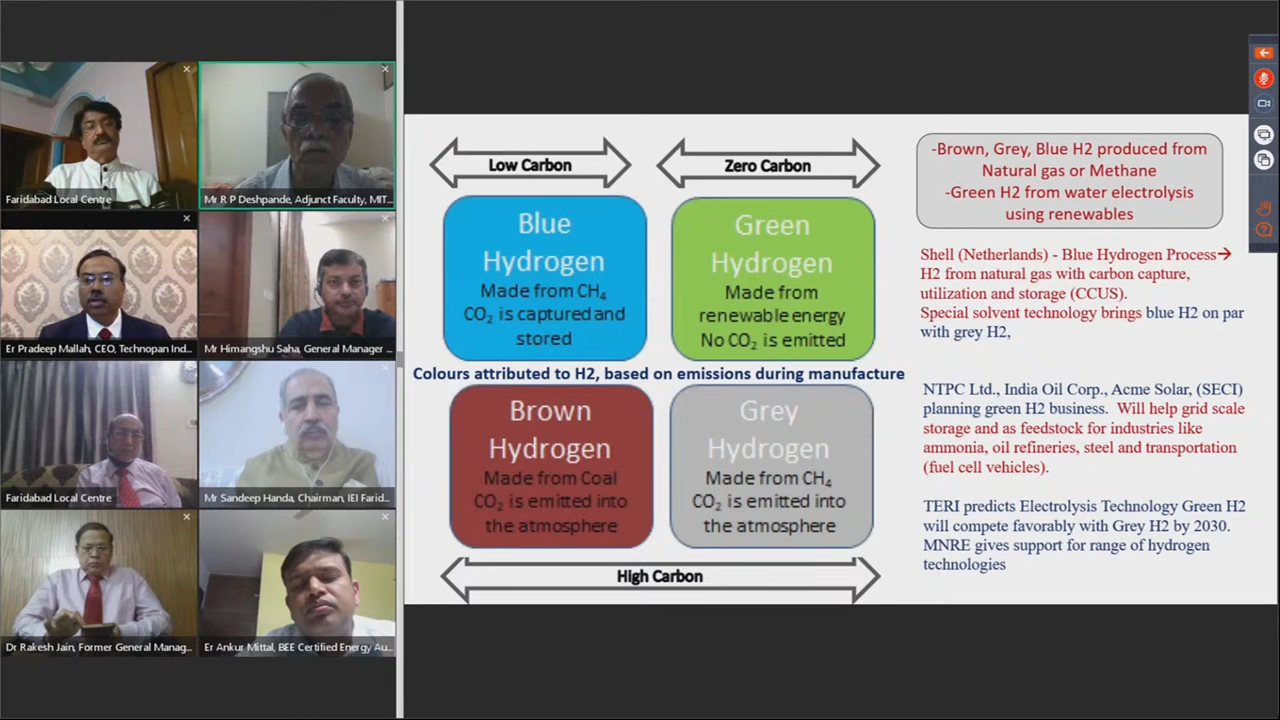 Faridabad Local Centre
Mr R P Deshpande, Adjunct Faculty, MIT...
Er Pradeep Mallah, CEO, Technopan Ind...
Mr Himangshu Saha, General Manager ...
Faridabad Local Centre
Mr Sandeep Handa, Chairman, IEI Farid...
Dr Rakesh Jain, Former General Manag...
Er Ankur Mittal, BEE Certified Energy Au...
Low Carbon
Zero Carbon
Blue
Hydrogen
Made from CH₄
CO₂ is captured and
stored
Green
Hydrogen
Made from
renewable energy
No CO₂ is emitted
Colours attributed to H2, based on emissions during manufacture
Brown
Hydrogen
Made from Coal
CO₂ is emitted into
the atmosphere
Grey
Hydrogen
Made from CH₄
CO₂ is emitted into
the atmosphere
High Carbon
-Brown, Grey, Blue H2 produced from
Natural gas or Methane
-Green H2 from water electrolysis
using renewables
Shell (Netherlands) - Blue Hydrogen Process→
H2 from natural gas with carbon capture,
utilization and storage (CCUS).
Special solvent technology brings blue H2 on par
with grey H2,
NTPC Ltd., India Oil Corp., Acme Solar, (SECI)
planning green H2 business. Will help grid scale
storage and as feedstock for industries like
ammonia, oil refineries, steel and transportation
(fuel cell vehicles).
TERI predicts Electrolysis Technology Green H2
will compete favorably with Grey H2 by 2030.
MNRE gives support for range of hydrogen
technologies